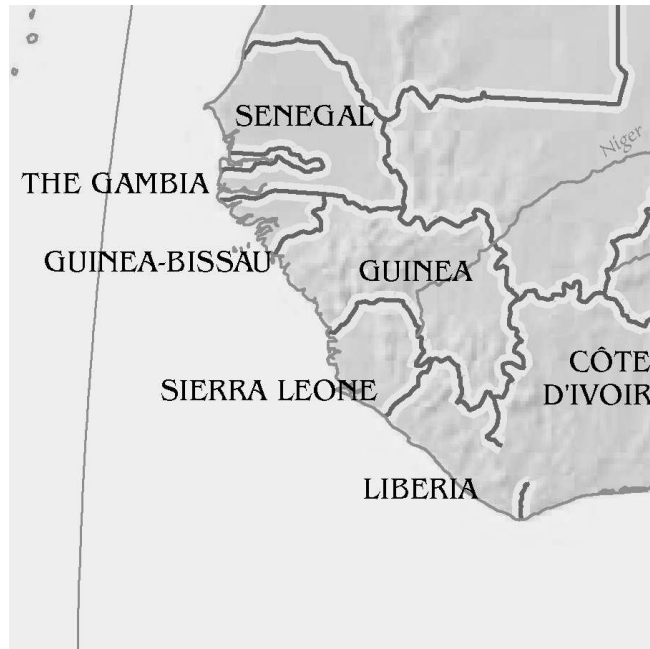 SENEGAL
Niger
THE GAMBIA
GUINEA-BISSAU
GUINEA
CÔTE
D'IVOIR
SIERRA LEONE
LIBERIA